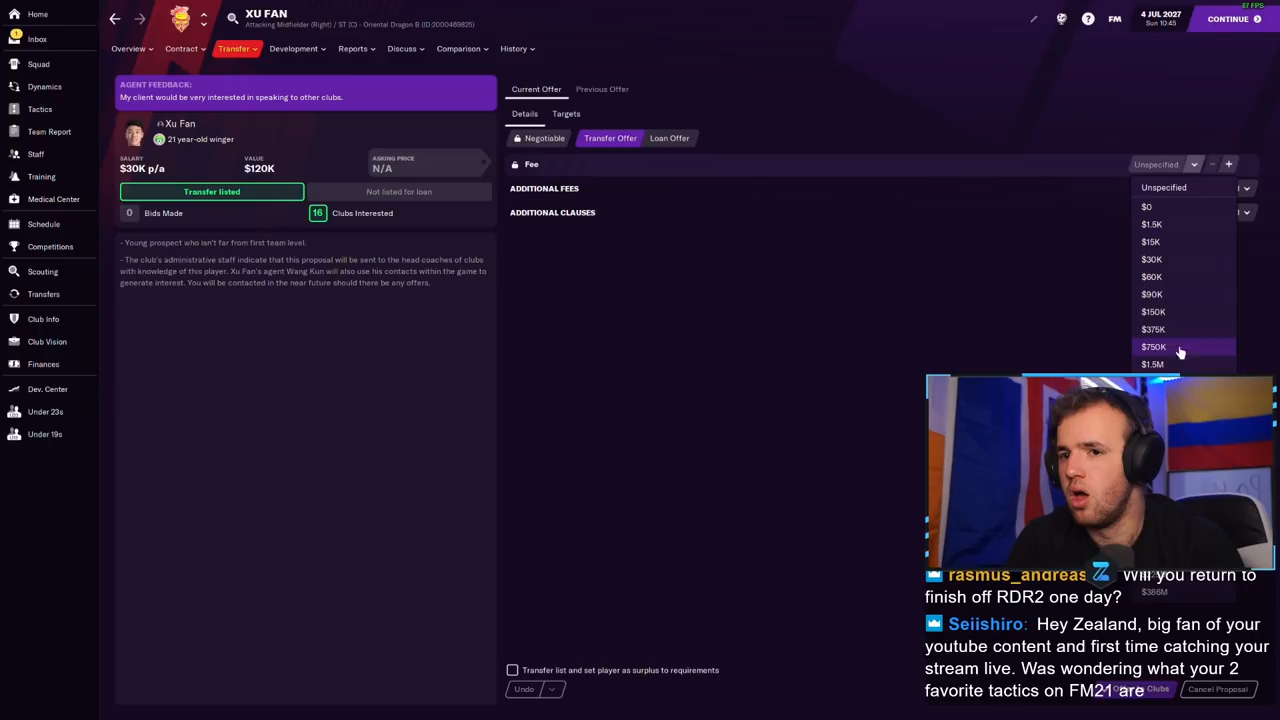 87 FPS
Home
1
Inbox
Squad
Dynamics
Tactics
Team Report
Staff
Training
Medical Center
Schedule
Competitions
Scouting
Transfers
Club Info
Club Vision
Finances
Dev. Center
Under 23s
Under 19s
XU FAN
Attacking Midfielder (Right) / ST (C) - Oriental Dragon B (ID:2000469825)
FM
4 JUL 2027
Sun 10:45
CONTINUE
Overview Contract Transfer Development Reports Discuss Comparison History
AGENT FEEDBACK:
My client would be very interested in speaking to other clubs.
Xu Fan
21 year-old winger
SALARY VALUE ASKING PRICE
$30K p/a $120K N/A
Transfer listed Not listed for loan
0 Bids Made 16 Clubs Interested
- Young prospect who isn't far from first team level.
- The club's administrative staff indicate that this proposal will be sent to the head coaches of clubs
with knowledge of this player. Xu Fan's agent Wang Kun will also use his contacts within the game to
generate interest. You will be contacted in the near future should there be any offers.
Current Offer Previous Offer
Details Targets
Negotiable Transfer Offer Loan Offer
Fee Unspecified
ADDITIONAL FEES
ADDITIONAL CLAUSES
Unspecified
$0
$1.5K
$15K
$30K
$60K
$90K
$150K
$375K
$750K
$1.5M
$386M
Z
rasmus_andreas Will you return to
finish off RDR2 one day?
Seiishiro: Hey Zealand, big fan of your
youtube content and first time catching your
stream live. Was wondering what your 2
favorite tactics on FM21 are
Transfer list and set player as surplus to requirements
Undo
Clubs
Cancel Proposal